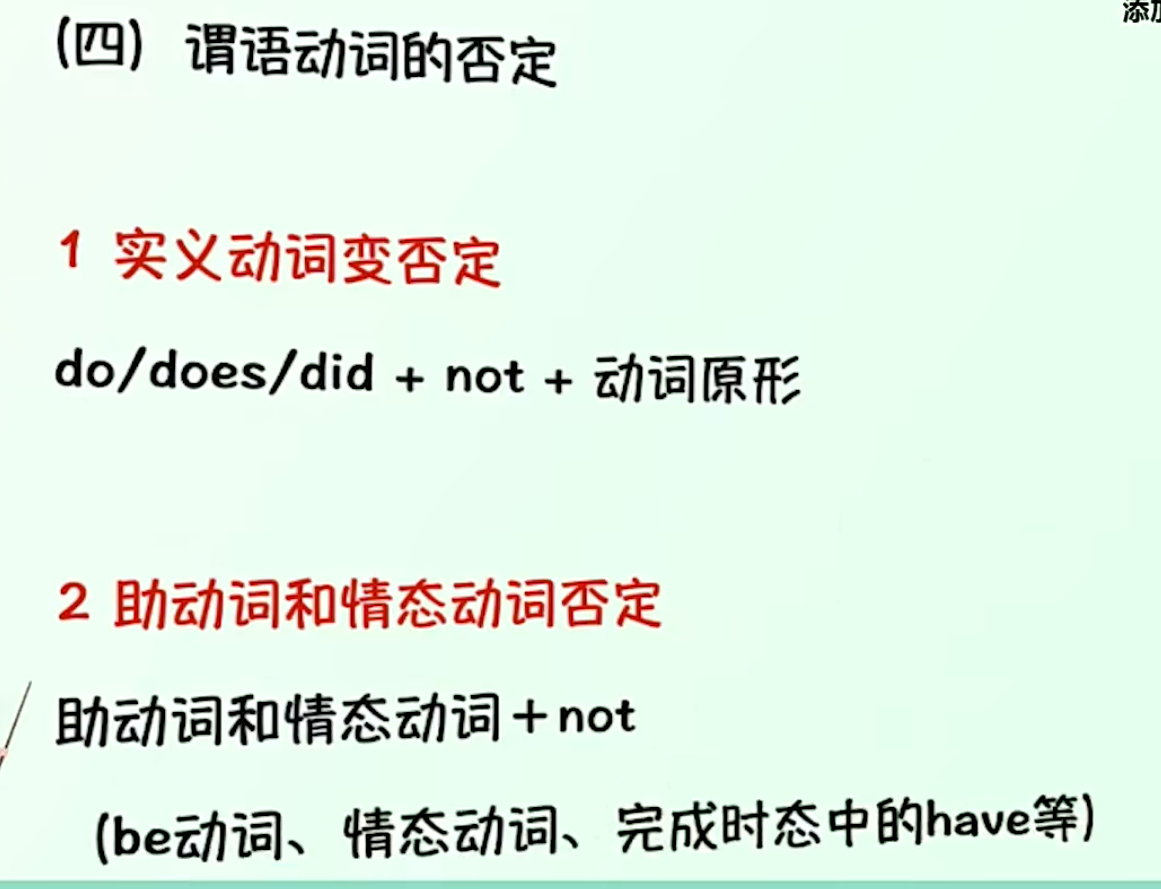 添加
(四) 谓语动词的否定
1 实义动词变否定
do/does/did + not + 动词原形
2 助动词和情态动词否定
助动词和情态动词+not
(be动词、情态动词、完成时态中的have等)